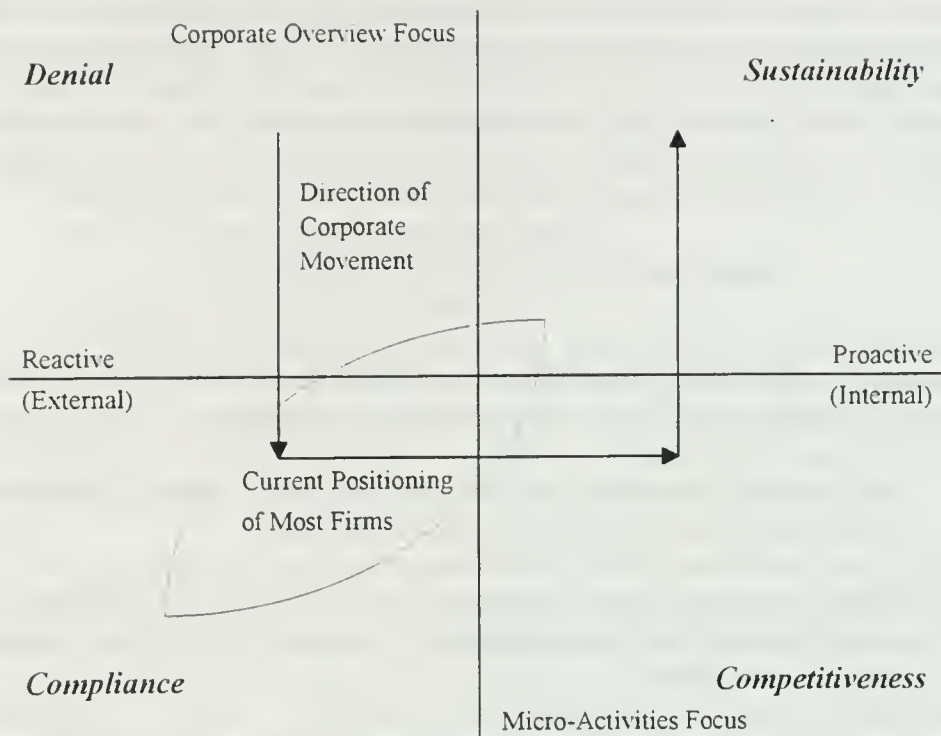 Corporate Overview Focus
Denial
Sustainability
Direction of
Corporate
Movement
Reactive
Proactive
(External)
(Internal)
Current Positioning
of Most Firms
Compliance
Competitiveness
Micro-Activities Focus